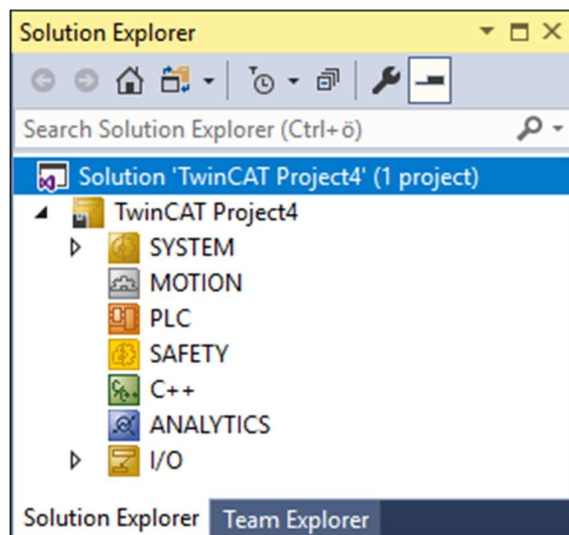 Solution Explorer
Search Solution Explorer (Ctrl+ö)
Solution 'TwinCAT Project4' (1 project)
TwinCAT Project4
SYSTEM
MOTION
PLC
SAFETY
C++
ANALYTICS
I/O
Solution Explorer Team Explorer